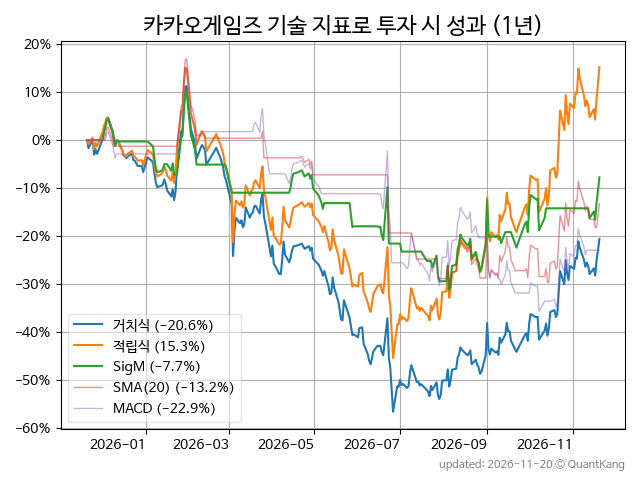 카카오게임즈 기술 지표로 투자 시 성과 (1년)
20%
10%
0%
−10%
−20%
−30%
−40%
−50%
−60%
거치식 (−20.6%)
적립식 (15.3%)
SigM (−7.7%)
SMA(20) (−13.2%)
MACD (−22.9%)
2026-01 2026-03 2026-05 2026-07 2026-09 2026-11
updated: 2026-11-20 © QuantKang